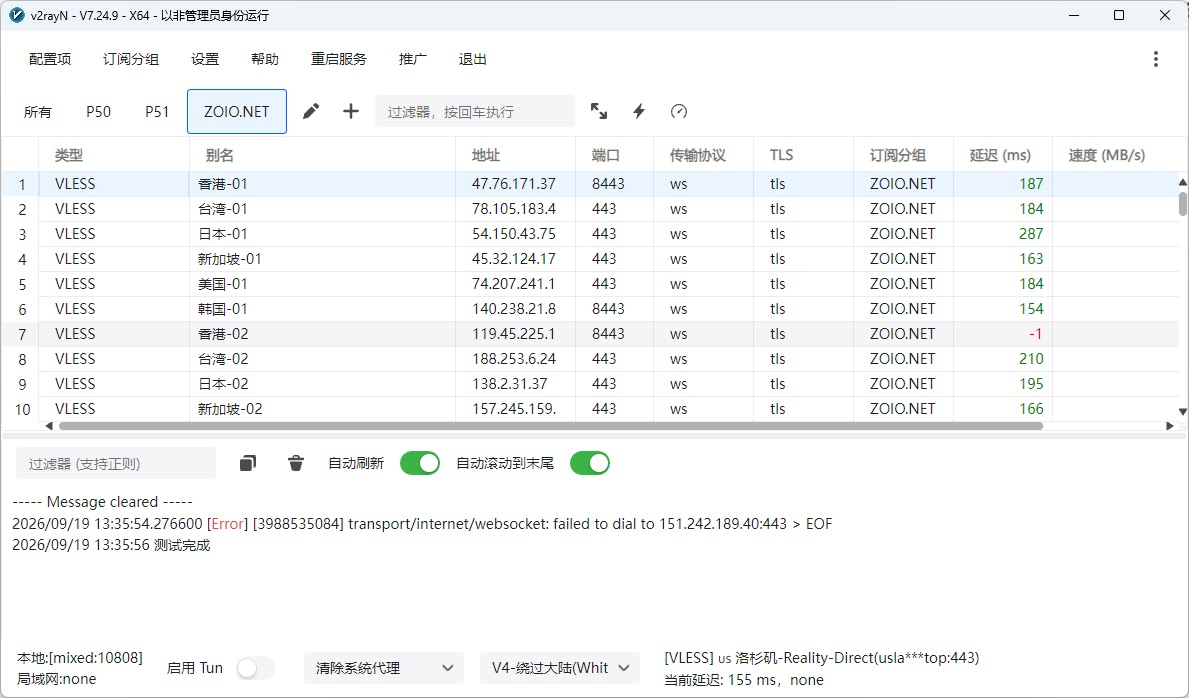 v2rayN - V7.24.9 - X64 - 以非管理员身份运行
配置项 订阅分组 设置 帮助 重启服务 推广 退出
所有 P50 P51 ZOIO.NET 过滤器，按回车执行
类型 别名 地址 端口 传输协议 TLS 订阅分组 延迟 (ms) 速度 (MB/s)
1 VLESS 香港-01 47.76.171.37 8443 ws tls ZOIO.NET 187
2 VLESS 台湾-01 78.105.183.4 443 ws tls ZOIO.NET 184
3 VLESS 日本-01 54.150.43.75 443 ws tls ZOIO.NET 287
4 VLESS 新加坡-01 45.32.124.17 443 ws tls ZOIO.NET 163
5 VLESS 美国-01 74.207.241.1 443 ws tls ZOIO.NET 184
6 VLESS 韩国-01 140.238.21.8 8443 ws tls ZOIO.NET 154
7 VLESS 香港-02 119.45.225.1 8443 ws tls ZOIO.NET -1
8 VLESS 台湾-02 188.253.6.24 443 ws tls ZOIO.NET 210
9 VLESS 日本-02 138.2.31.37 443 ws tls ZOIO.NET 195
10 VLESS 新加坡-02 157.245.159. 443 ws tls ZOIO.NET 166
过滤器 (支持正则) 自动刷新 自动滚动到末尾
----- Message cleared -----
2026/09/19 13:35:54.276600 [Error] [3988535084] transport/internet/websocket: failed to dial to 151.242.189.40:443 > EOF
2026/09/19 13:35:56 测试完成
本地:[mixed:10808]
局域网:none
启用 Tun 清除系统代理 V4-绕过大陆(Whit
[VLESS] us 洛杉矶-Reality-Direct(usla***top:443)
当前延迟: 155 ms，none